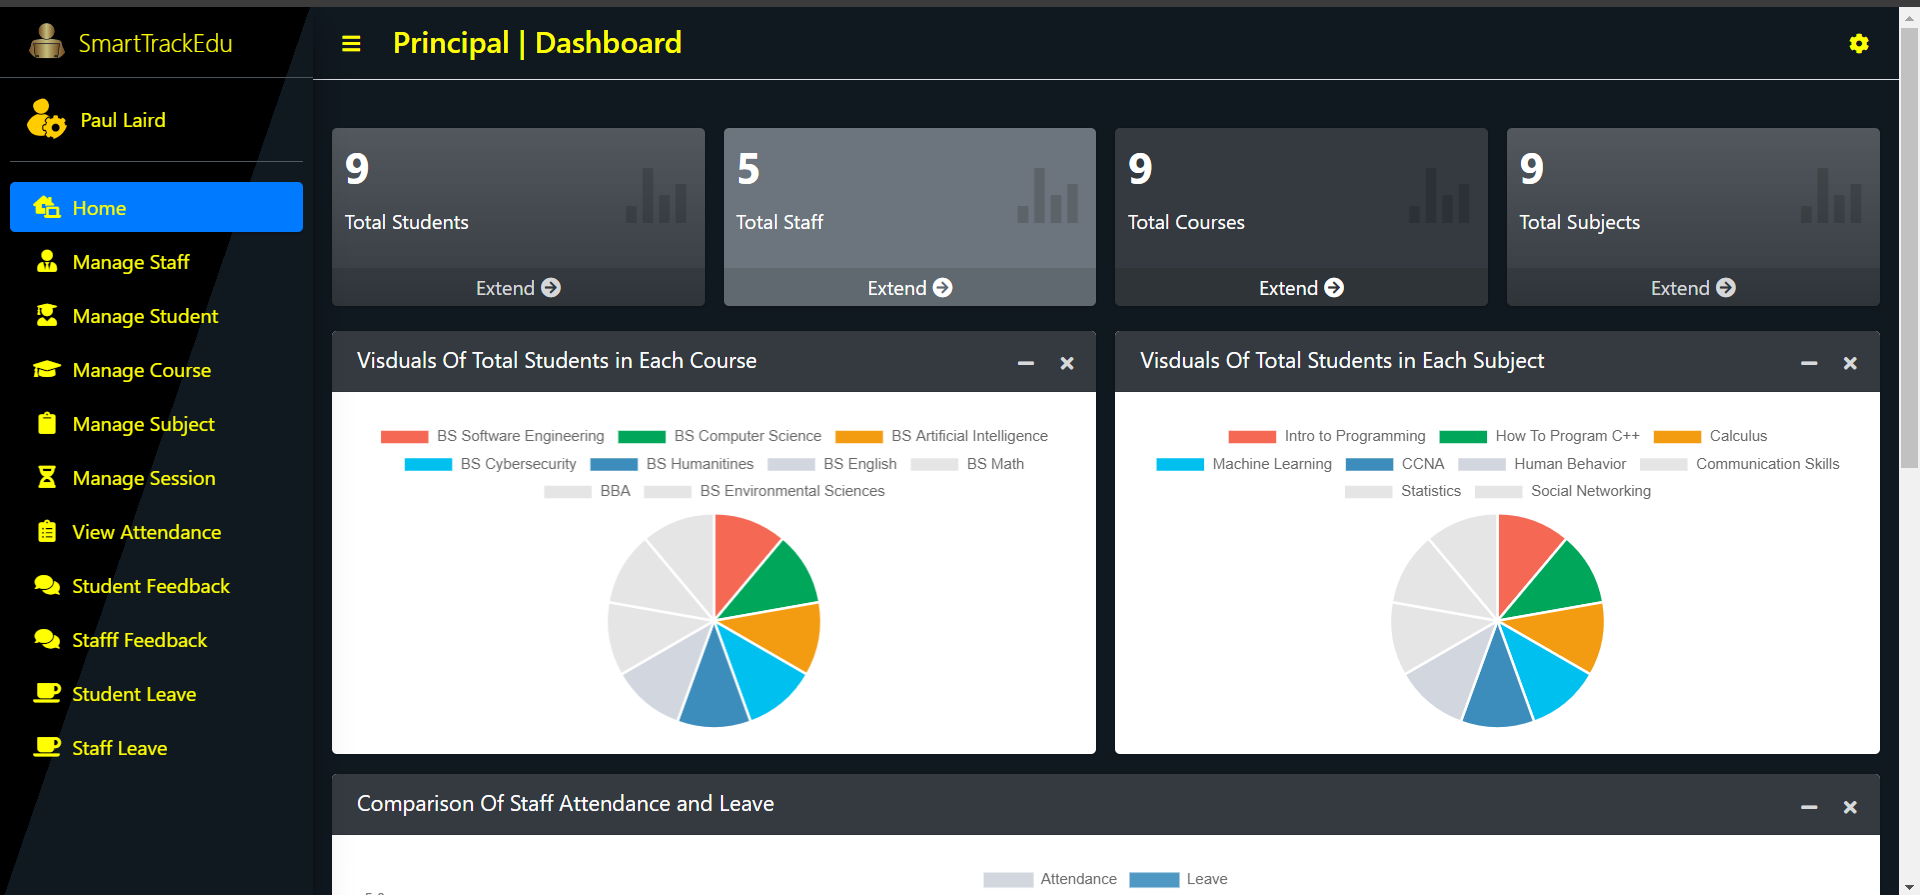 SmartTrackEdu
Principal | Dashboard
Paul Laird
Home
Manage Staff
Manage Student
Manage Course
Manage Subject
Manage Session
View Attendance
Student Feedback
Stafff Feedback
Student Leave
Staff Leave
9
Total Students
Extend
5
Total Staff
Extend
9
Total Courses
Extend
9
Total Subjects
Extend
Visduals Of Total Students in Each Course
BS Software Engineering BS Computer Science BS Artificial Intelligence
BS Cybersecurity BS Humanitines BS English BS Math
BBA BS Environmental Sciences
Visduals Of Total Students in Each Subject
Intro to Programming How To Program C++ Calculus
Machine Learning CCNA Human Behavior Communication Skills
Statistics Social Networking
Comparison Of Staff Attendance and Leave
Attendance Leave